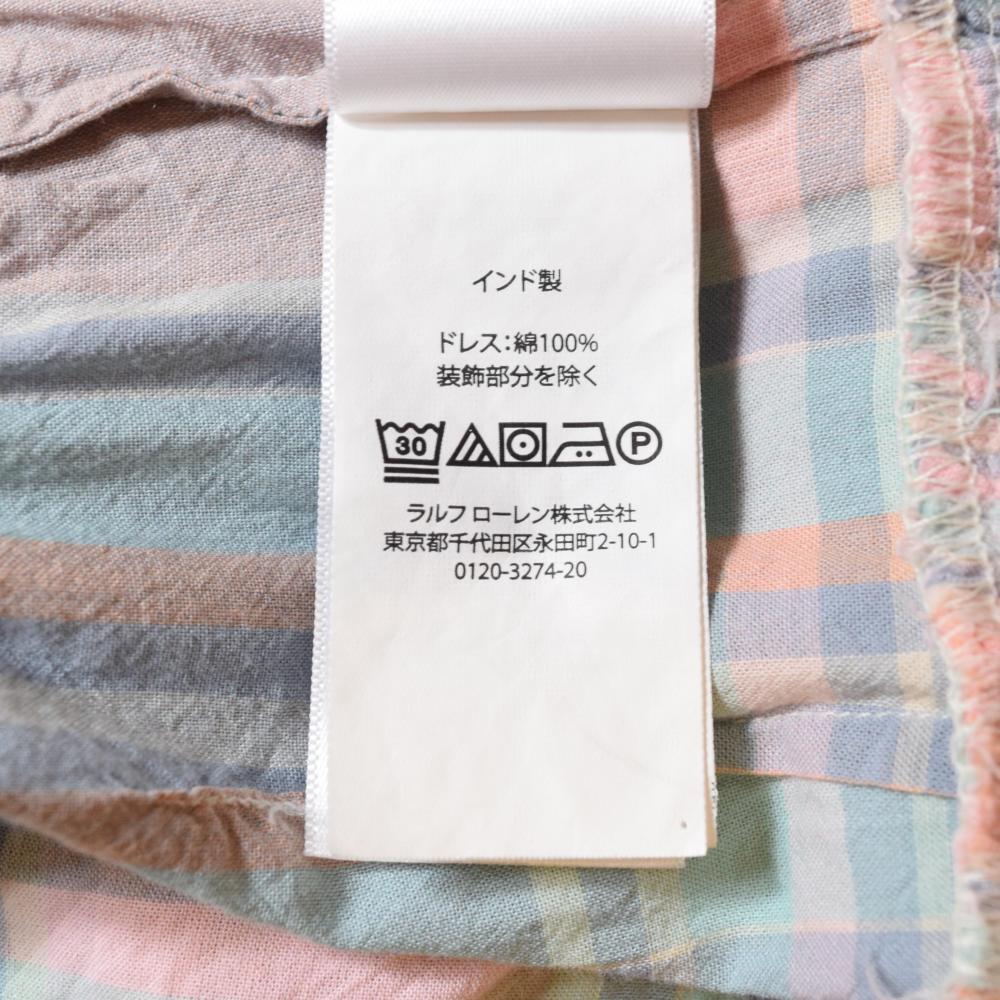 インド製
ドレス：綿100%
装飾部分を除く
30 P
ラルフ ローレン株式会社
東京都千代田区永田町2-10-1
0120-3274-20